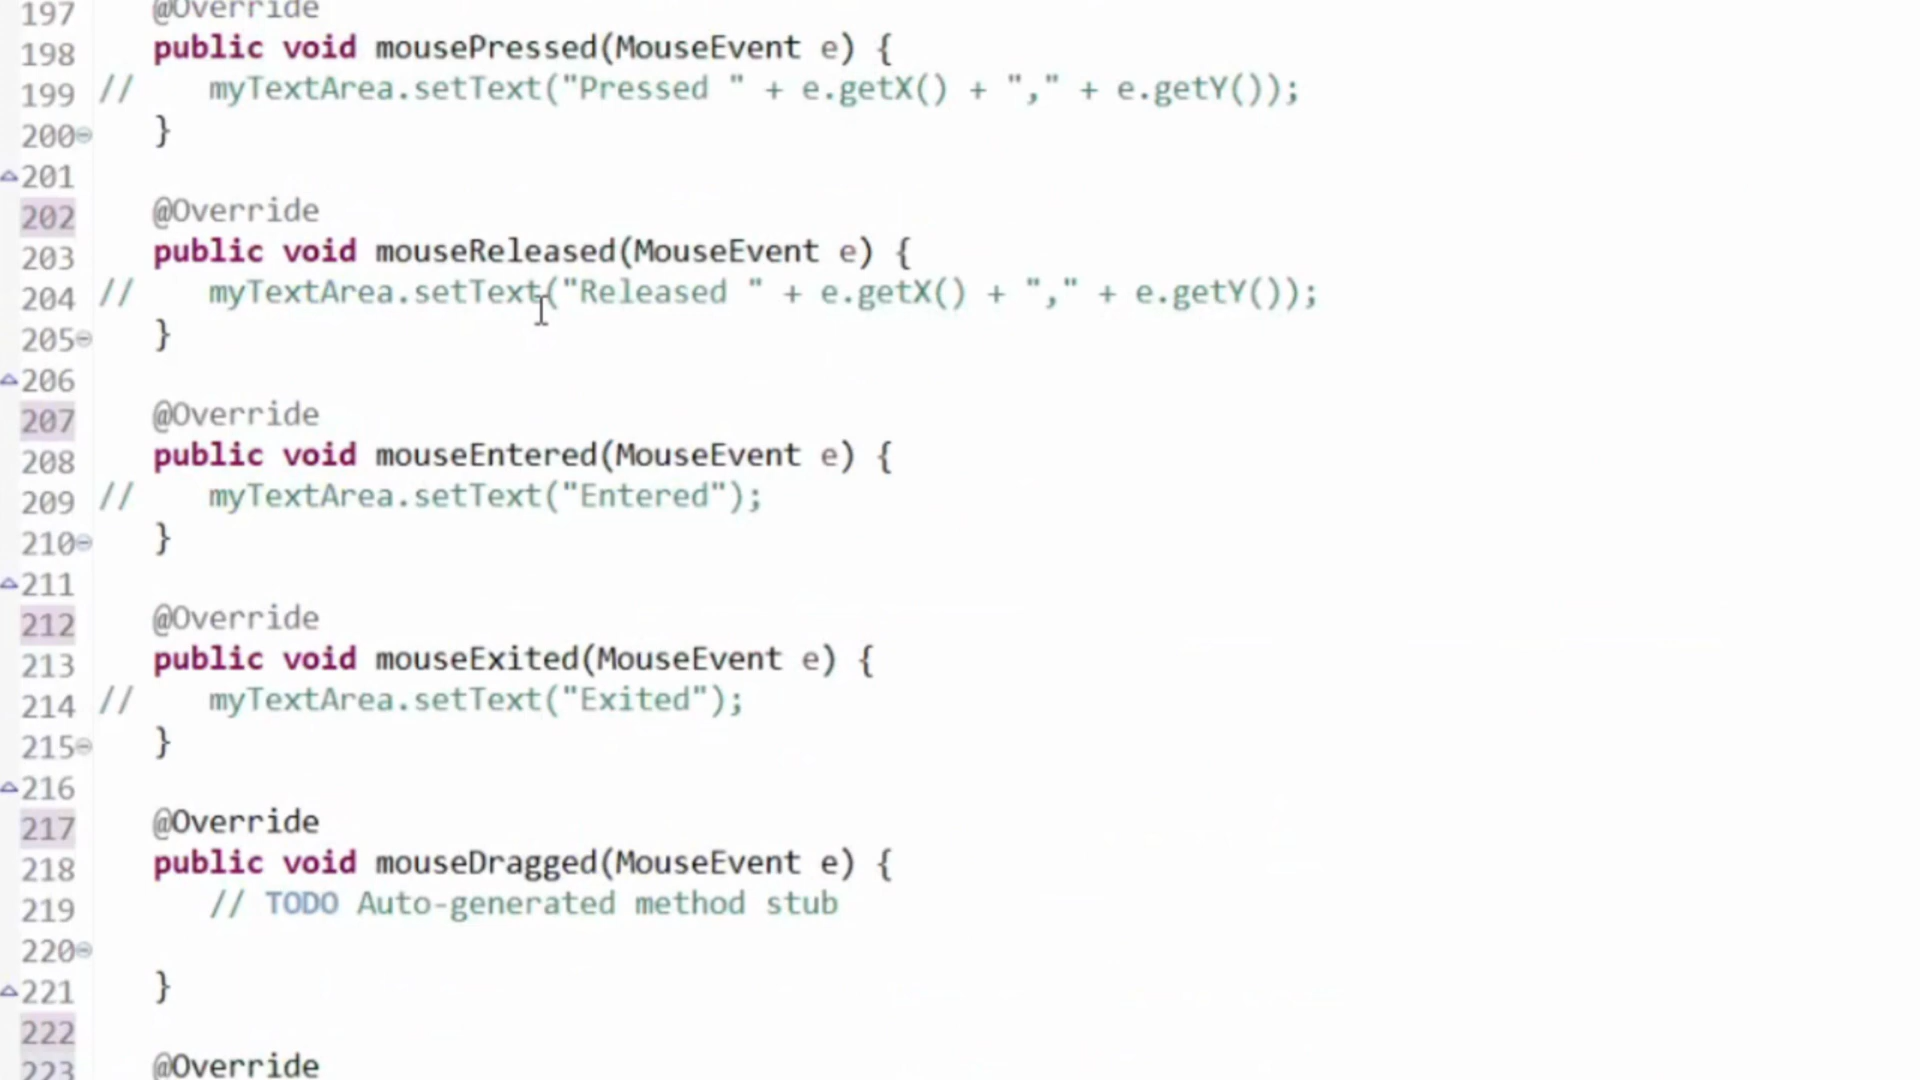 197 @Override
198 public void mousePressed(MouseEvent e) {
199 // myTextArea.setText("Pressed " + e.getX() + "," + e.getY());
200 }
201
202 @Override
203 public void mouseReleased(MouseEvent e) {
204 // myTextArea.setText("Released " + e.getX() + "," + e.getY());
205 }
206
207 @Override
208 public void mouseEntered(MouseEvent e) {
209 // myTextArea.setText("Entered");
210 }
211
212 @Override
213 public void mouseExited(MouseEvent e) {
214 // myTextArea.setText("Exited");
215 }
216
217 @Override
218 public void mouseDragged(MouseEvent e) {
219 // TODO Auto-generated method stub
220
221 }
222
223 @Override